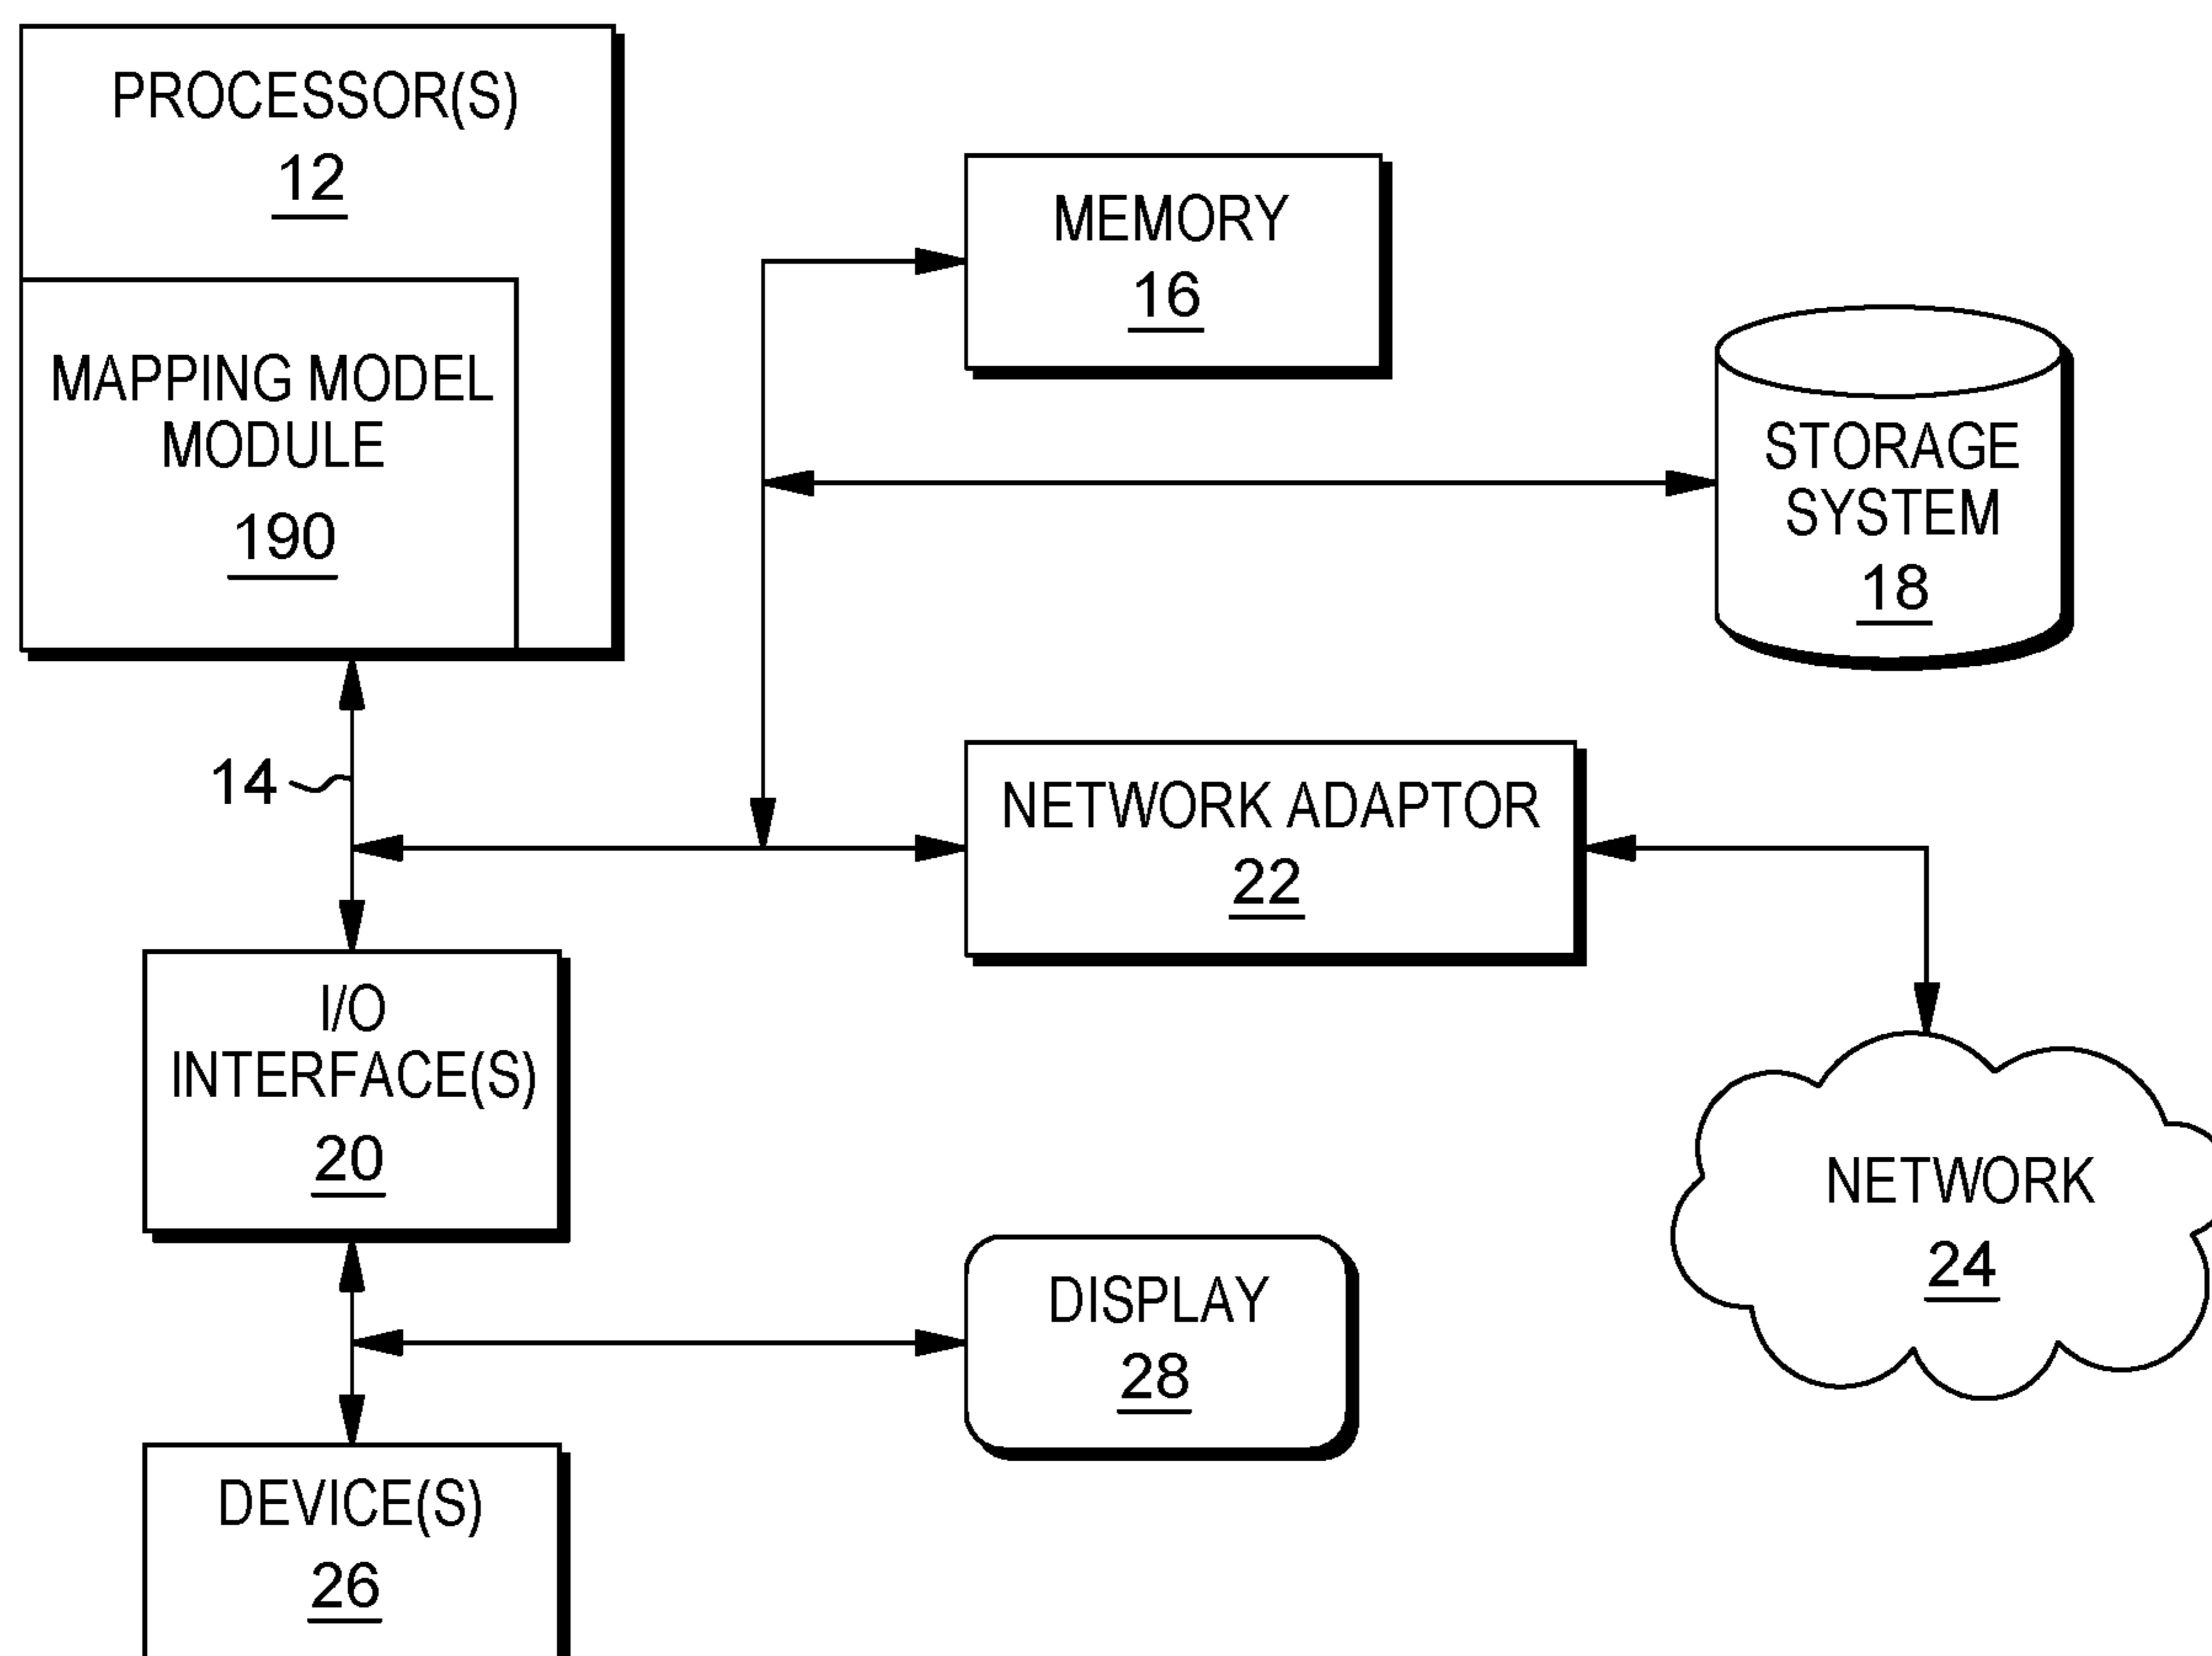 PROCESSOR(S)
12
MAPPING MODEL
MODULE
190
MEMORY
16
STORAGE
SYSTEM
18
14
NETWORK ADAPTOR
22
I/O
INTERFACE(S)
20
NETWORK
24
DISPLAY
28
DEVICE(S)
26